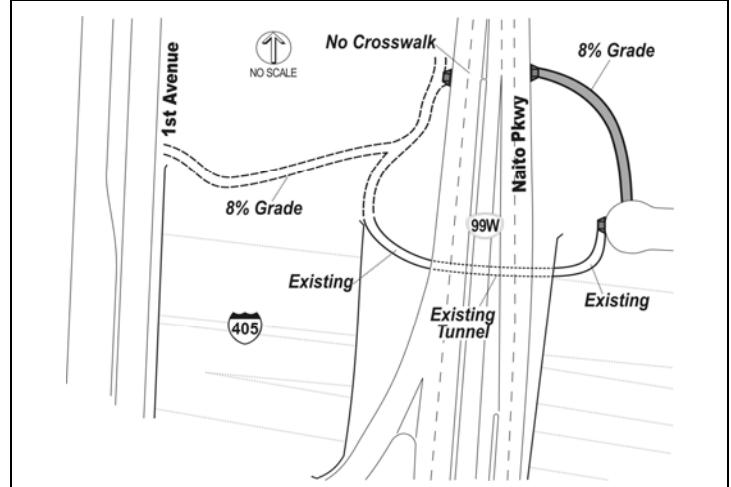 1st Avenue
NO SCALE
No Crosswalk
8% Grade
Naito Pkwy
8% Grade
99W
Existing
Existing
Tunnel
Existing
405